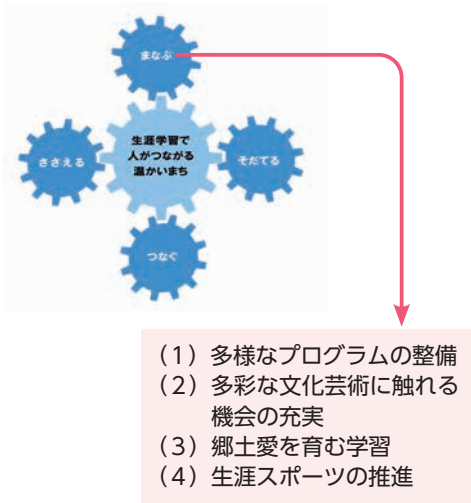 まなぶ
ささえる
生涯学習で
人がつながる
温かいまち
そだてる
つなぐ
（1）多様なプログラムの整備
（2）多彩な文化芸術に触れる
機会の充実
（3）郷土愛を育む学習
（4）生涯スポーツの推進